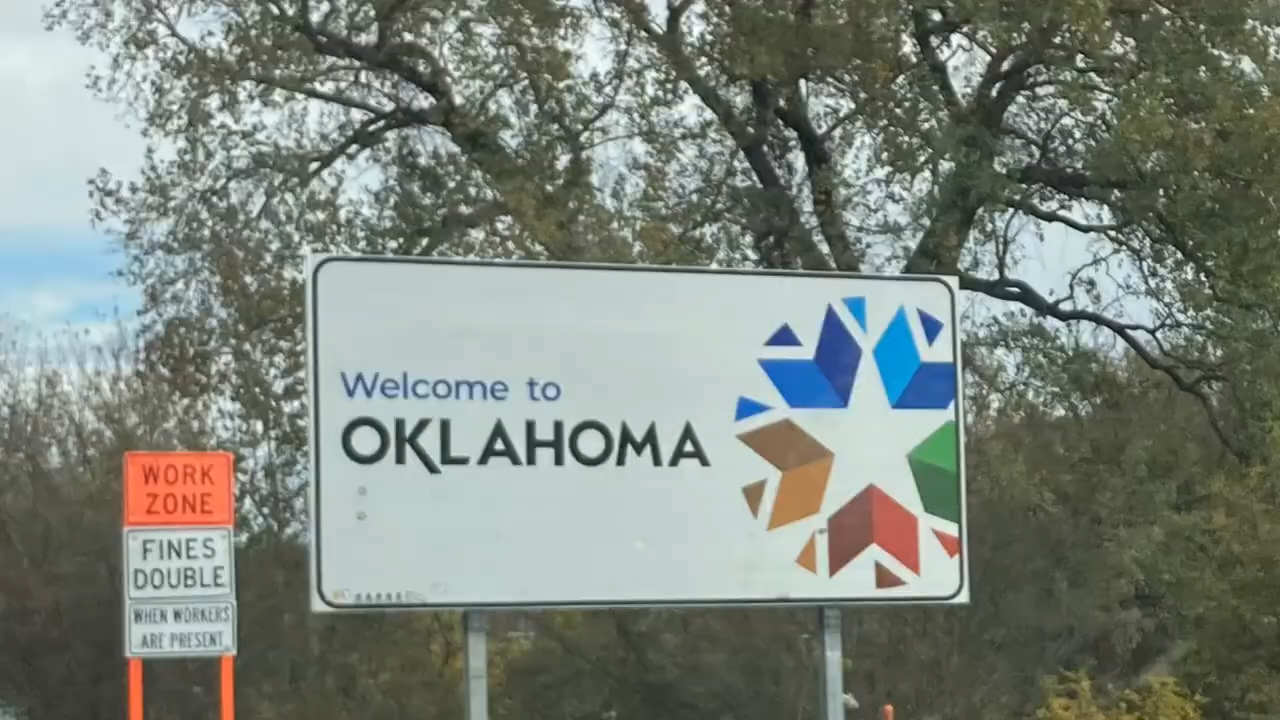 Welcome to
OKLAHOMA
WORK
ZONE
FINES
DOUBLE
WHEN WORKERS
ARE PRESENT